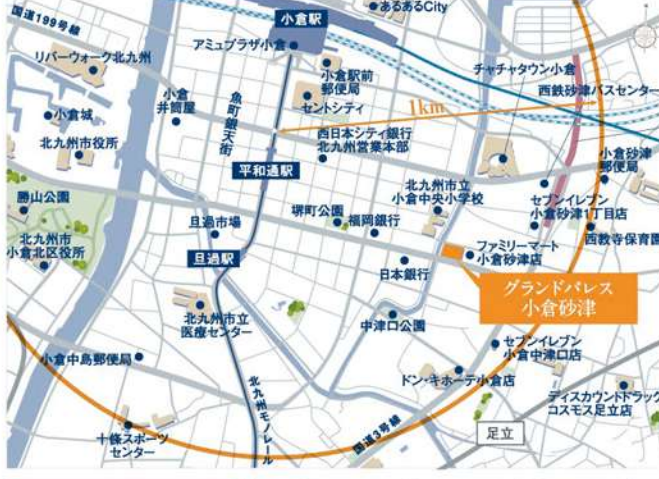 国道199号線
小倉駅
あるあるCity
アミュプラザ小倉
リバーウォーク北九州
小倉駅前
郵便局
チャチャタウン小倉
西鉄砂津バスセンター
小倉
井筒屋
魚町銀天街
セントシティ
1km
小倉城
北九州市役所
西日本シティ銀行
北九州営業本部
平和通駅
小倉砂津
郵便局
勝山公園
北九州市立
小倉中央小学校
セブンイレブン
小倉砂津1丁目店
堺町公園
福岡銀行
旦過市場
西教寺保育園
北九州市
小倉北区役所
旦過駅
日本銀行
ファミリーマート
小倉砂津店
グランドパレス
小倉砂津
北九州市立
医療センター
中津口公園
小倉中島郵便局
セブンイレブン
小倉中津口店
ドン・キホーテ小倉店
北九州モノレール
ディスカウントドラッグ
コスモス足立店
十條スポーツ
センター
国道3号線
足立